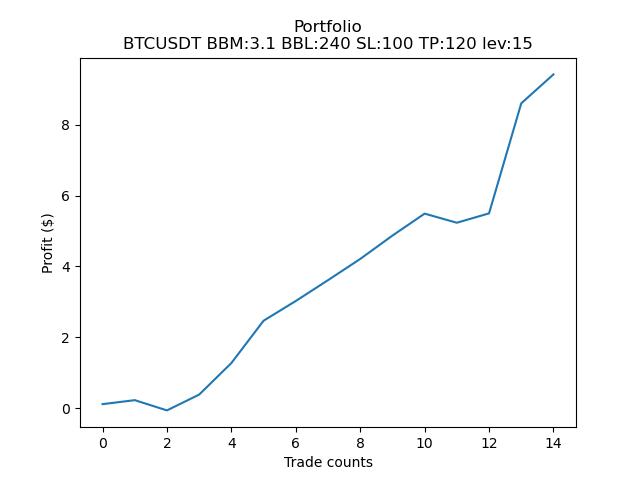 Portfolio
BTCUSDT BBM:3.1 BBL:240 SL:100 TP:120 lev:15
8
6
4
2
0
Profit ($)
0 2 4 6 8 10 12 14
Trade counts